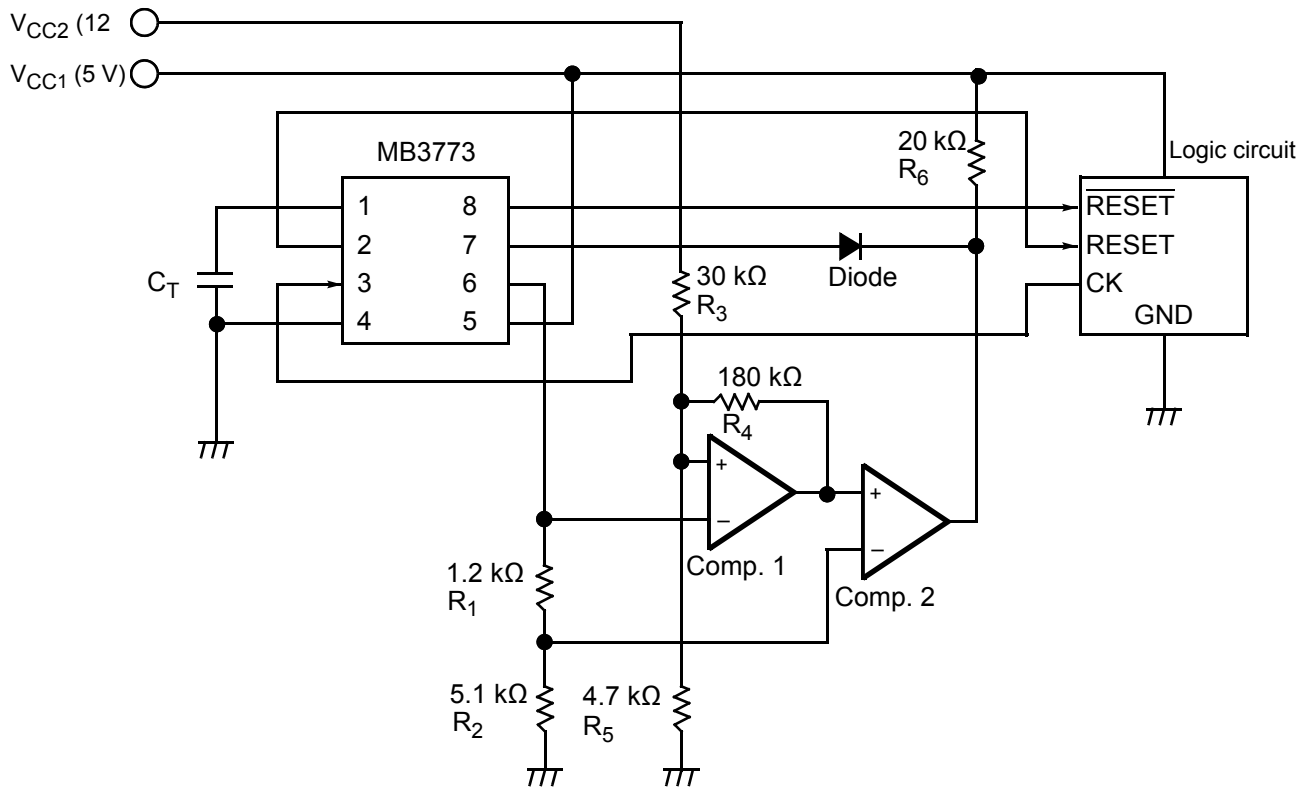 VCC2 (12
VCC1 (5 V)
MB3773
20 kΩ
R6
Logic circuit
1 8
2 7
3 6
4 5
RESET
RESET
CK
GND
CT
Diode
30 kΩ
R3
180 kΩ
R4
+
−
Comp. 1
+
−
Comp. 2
1.2 kΩ
R1
5.1 kΩ
R2
4.7 kΩ
R5